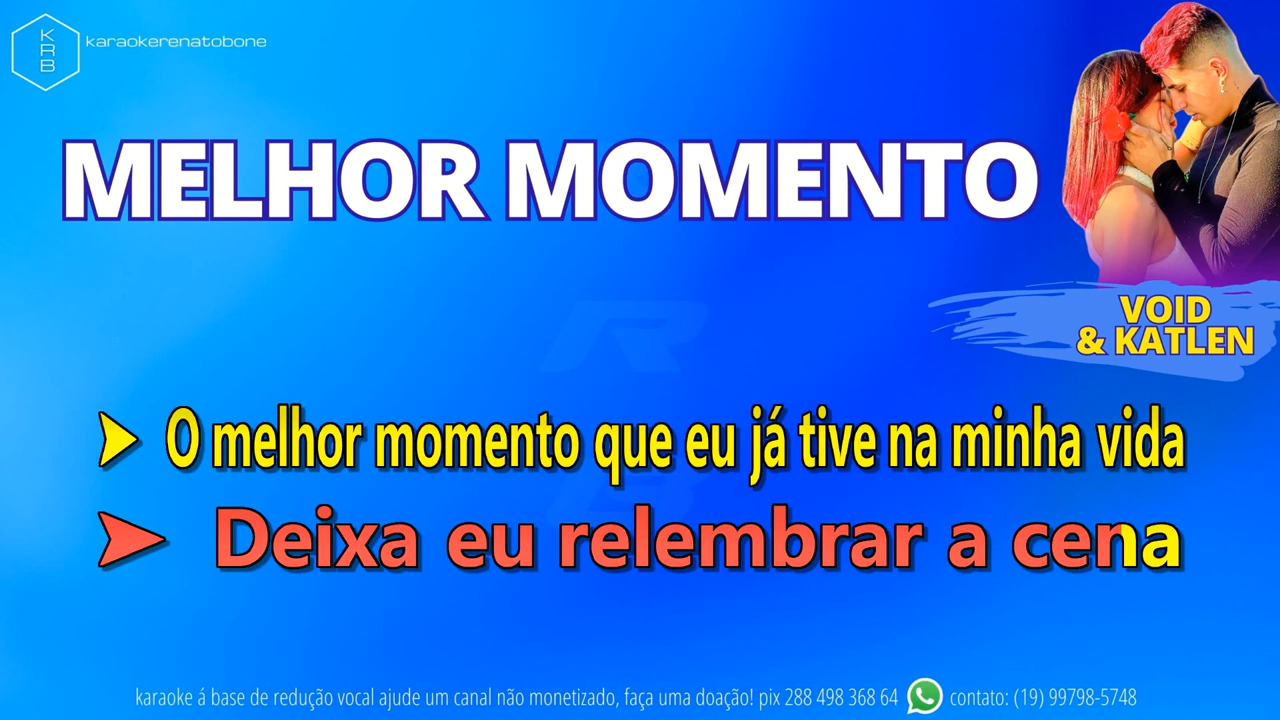 K
R
B
karaokerenatobone
MELHOR MOMENTO
VOID
& KATLEN
O melhor momento que eu já tive na minha vida
Deixa eu relembrar a cena
karaoke á base de redução vocal ajude um canal não monetizado, faça uma doação! pix 288 498 368 64 contato: (19) 99798-5748